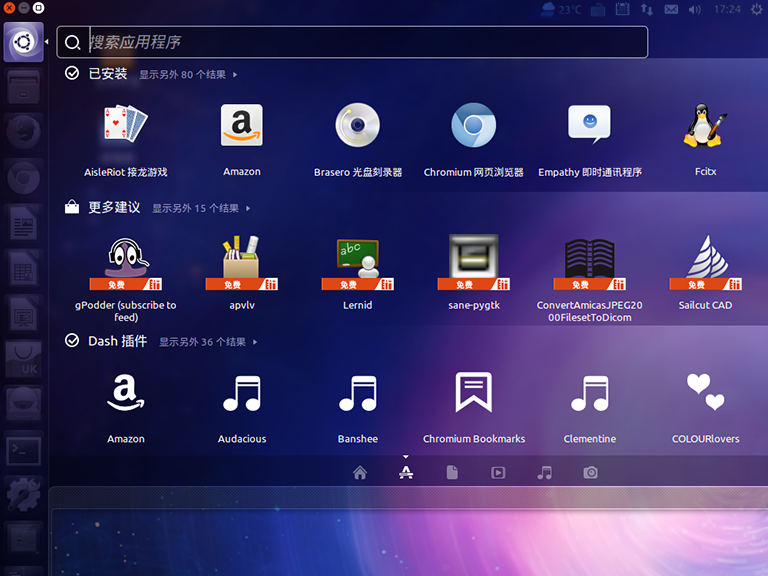 23°C
17:24
搜索应用程序
已安装 显示另外 80 个结果
AisleRiot 接龙游戏
Amazon
Brasero 光盘刻录器
Chromium 网页浏览器
Empathy 即时通讯程序
Fcitx
更多建议 显示另外 15 个结果
免费
免费
免费
免费
免费
免费
gPodder (subscribe to
feed)
apvlv
Lernid
sane-pygtk
ConvertAmicasJPEG20
00FilesetToDicom
Sailcut CAD
abc
UK
Dash 插件 显示另外 36 个结果
Amazon
Audacious
Banshee
Chromium Bookmarks
Clementine
COLOURlovers